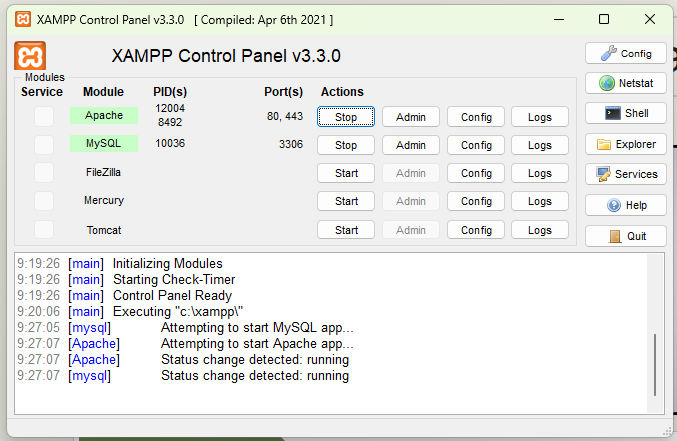 XAMPP Control Panel v3.3.0 [ Compiled: Apr 6th 2021 ]
XAMPP Control Panel v3.3.0
Config
Modules
Service Module PID(s) Port(s) Actions
Netstat
Apache 12004 8492 80, 443 Stop Admin Config Logs
Shell
MySQL 10036 3306 Stop Admin Config Logs
Explorer
FileZilla Start Admin Config Logs
Services
Mercury Start Admin Config Logs
Help
Tomcat Start Admin Config Logs
Quit
9:19:26 [main] Initializing Modules
9:19:26 [main] Starting Check-Timer
9:19:26 [main] Control Panel Ready
9:20:06 [main] Executing "c:\xampp\"
9:27:05 [mysql] Attempting to start MySQL app...
9:27:07 [Apache] Attempting to start Apache app...
9:27:07 [Apache] Status change detected: running
9:27:07 [mysql] Status change detected: running